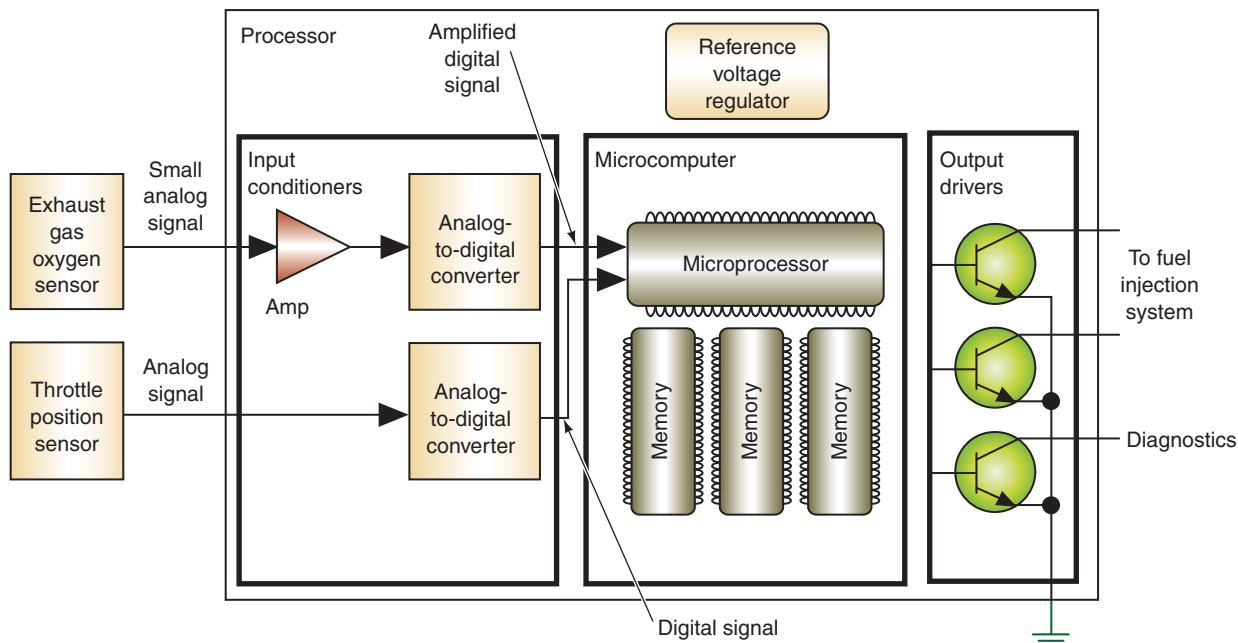 Processor
Amplified
digital
signal
Reference
voltage
regulator
Input
conditioners
Microcomputer
Output
drivers
Small
analog
signal
Exhaust
gas
oxygen
sensor
Amp
Analog-
to-digital
converter
Microprocessor
To fuel
injection
system
Throttle
position
sensor
Analog
signal
Analog-
to-digital
converter
Memory
Memory
Memory
Diagnostics
Digital signal